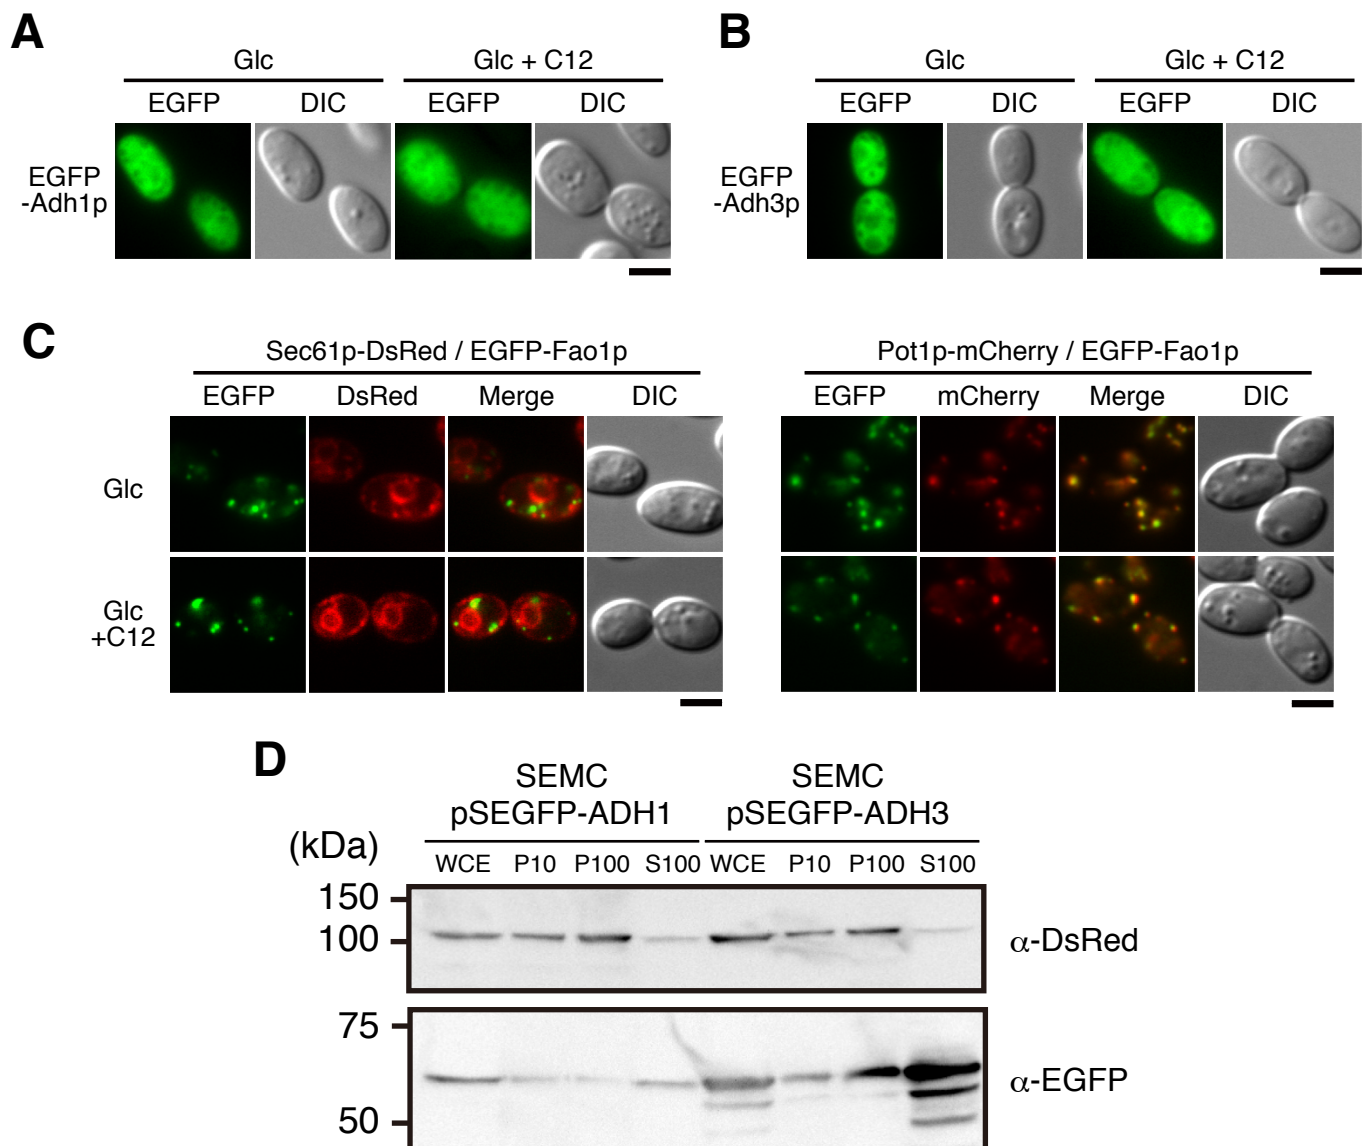 A
Glc
Glc + C12
EGFP
DIC
EGFP
DIC
EGFP
-Adh1p
B
Glc
Glc + C12
EGFP
DIC
EGFP
DIC
EGFP
-Adh3p
C
Sec61p-DsRed / EGFP-Fao1p
Pot1p-mCherry / EGFP-Fao1p
EGFP
DsRed
Merge
DIC
EGFP
mCherry
Merge
DIC
Glc
Glc
+C12
D
SEMC
pSEGFP-ADH1
SEMC
pSEGFP-ADH3
(kDa)
WCE
P10
P100
S100
WCE
P10
P100
S100
150
100
α-DsRed
75
50
α-EGFP